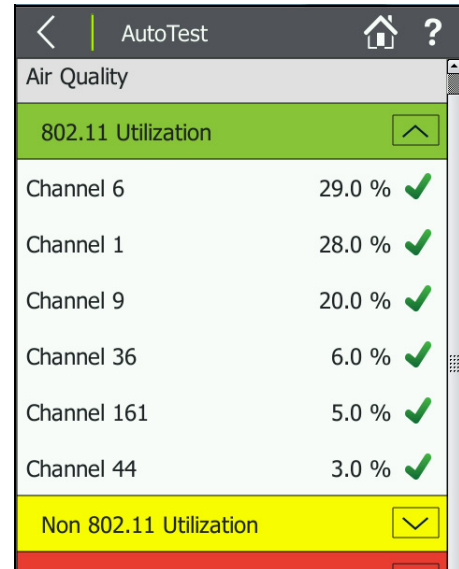 AutoTest ?
Air Quality
802.11 Utilization
Channel 6 29.0 %
Channel 1 28.0 %
Channel 9 20.0 %
Channel 36 6.0 %
Channel 161 5.0 %
Channel 44 3.0 %
Non 802.11 Utilization